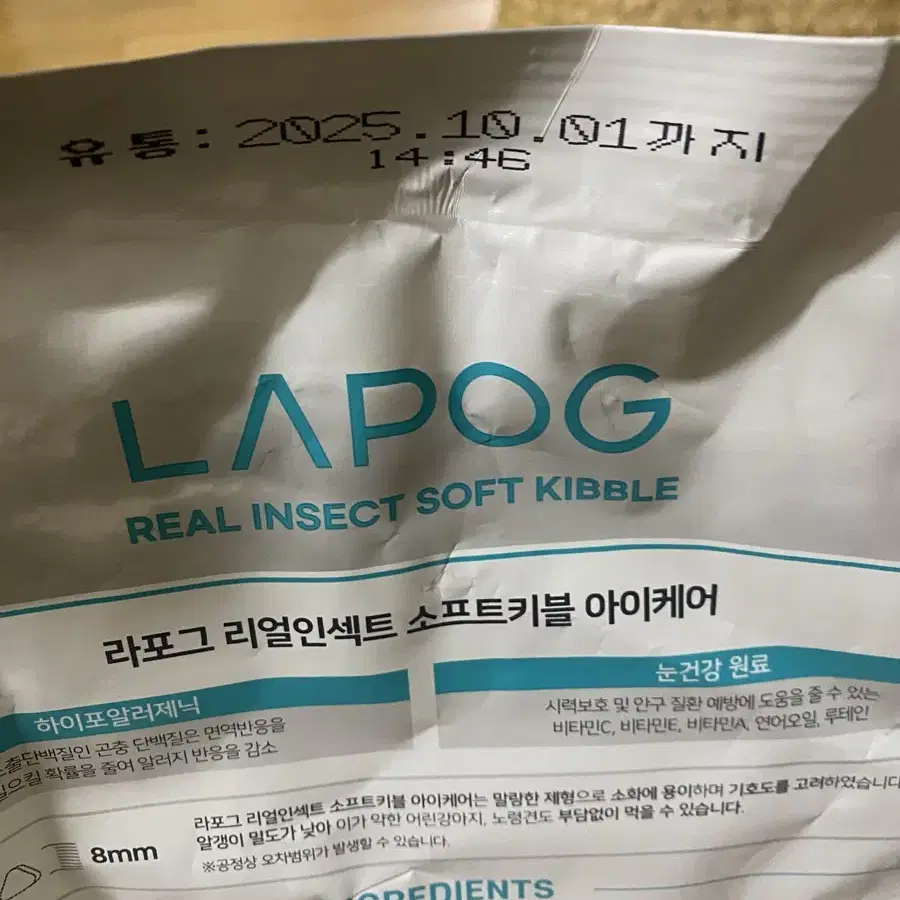 유통: 2025.10.01까지
14:46
LAPOG
REAL INSECT SOFT KIBBLE
라포그 리얼인섹트 소프트키블 아이케어
하이포알러제닉
단백질인 곤충 단백질은 면역반응을
확률을 줄여 알러지 반응을 감소
눈건강 원료
시력보호 및 안구 질환 예방에 도움을 줄 수 있는
비타민C, 비타민E, 비타민A, 연어오일, 루테인
8mm
라포그 리얼인섹트 소프트키블 아이케어는 말랑한 제형으로 소화에 용이하며 기호도를 고려하였습니다
알갱이 밀도가 낮아 이가 약한 어린강아지, 노령견도 부담없이 먹을 수 있습니다.
※공정상 오차범위가 발생할 수 있습니다.